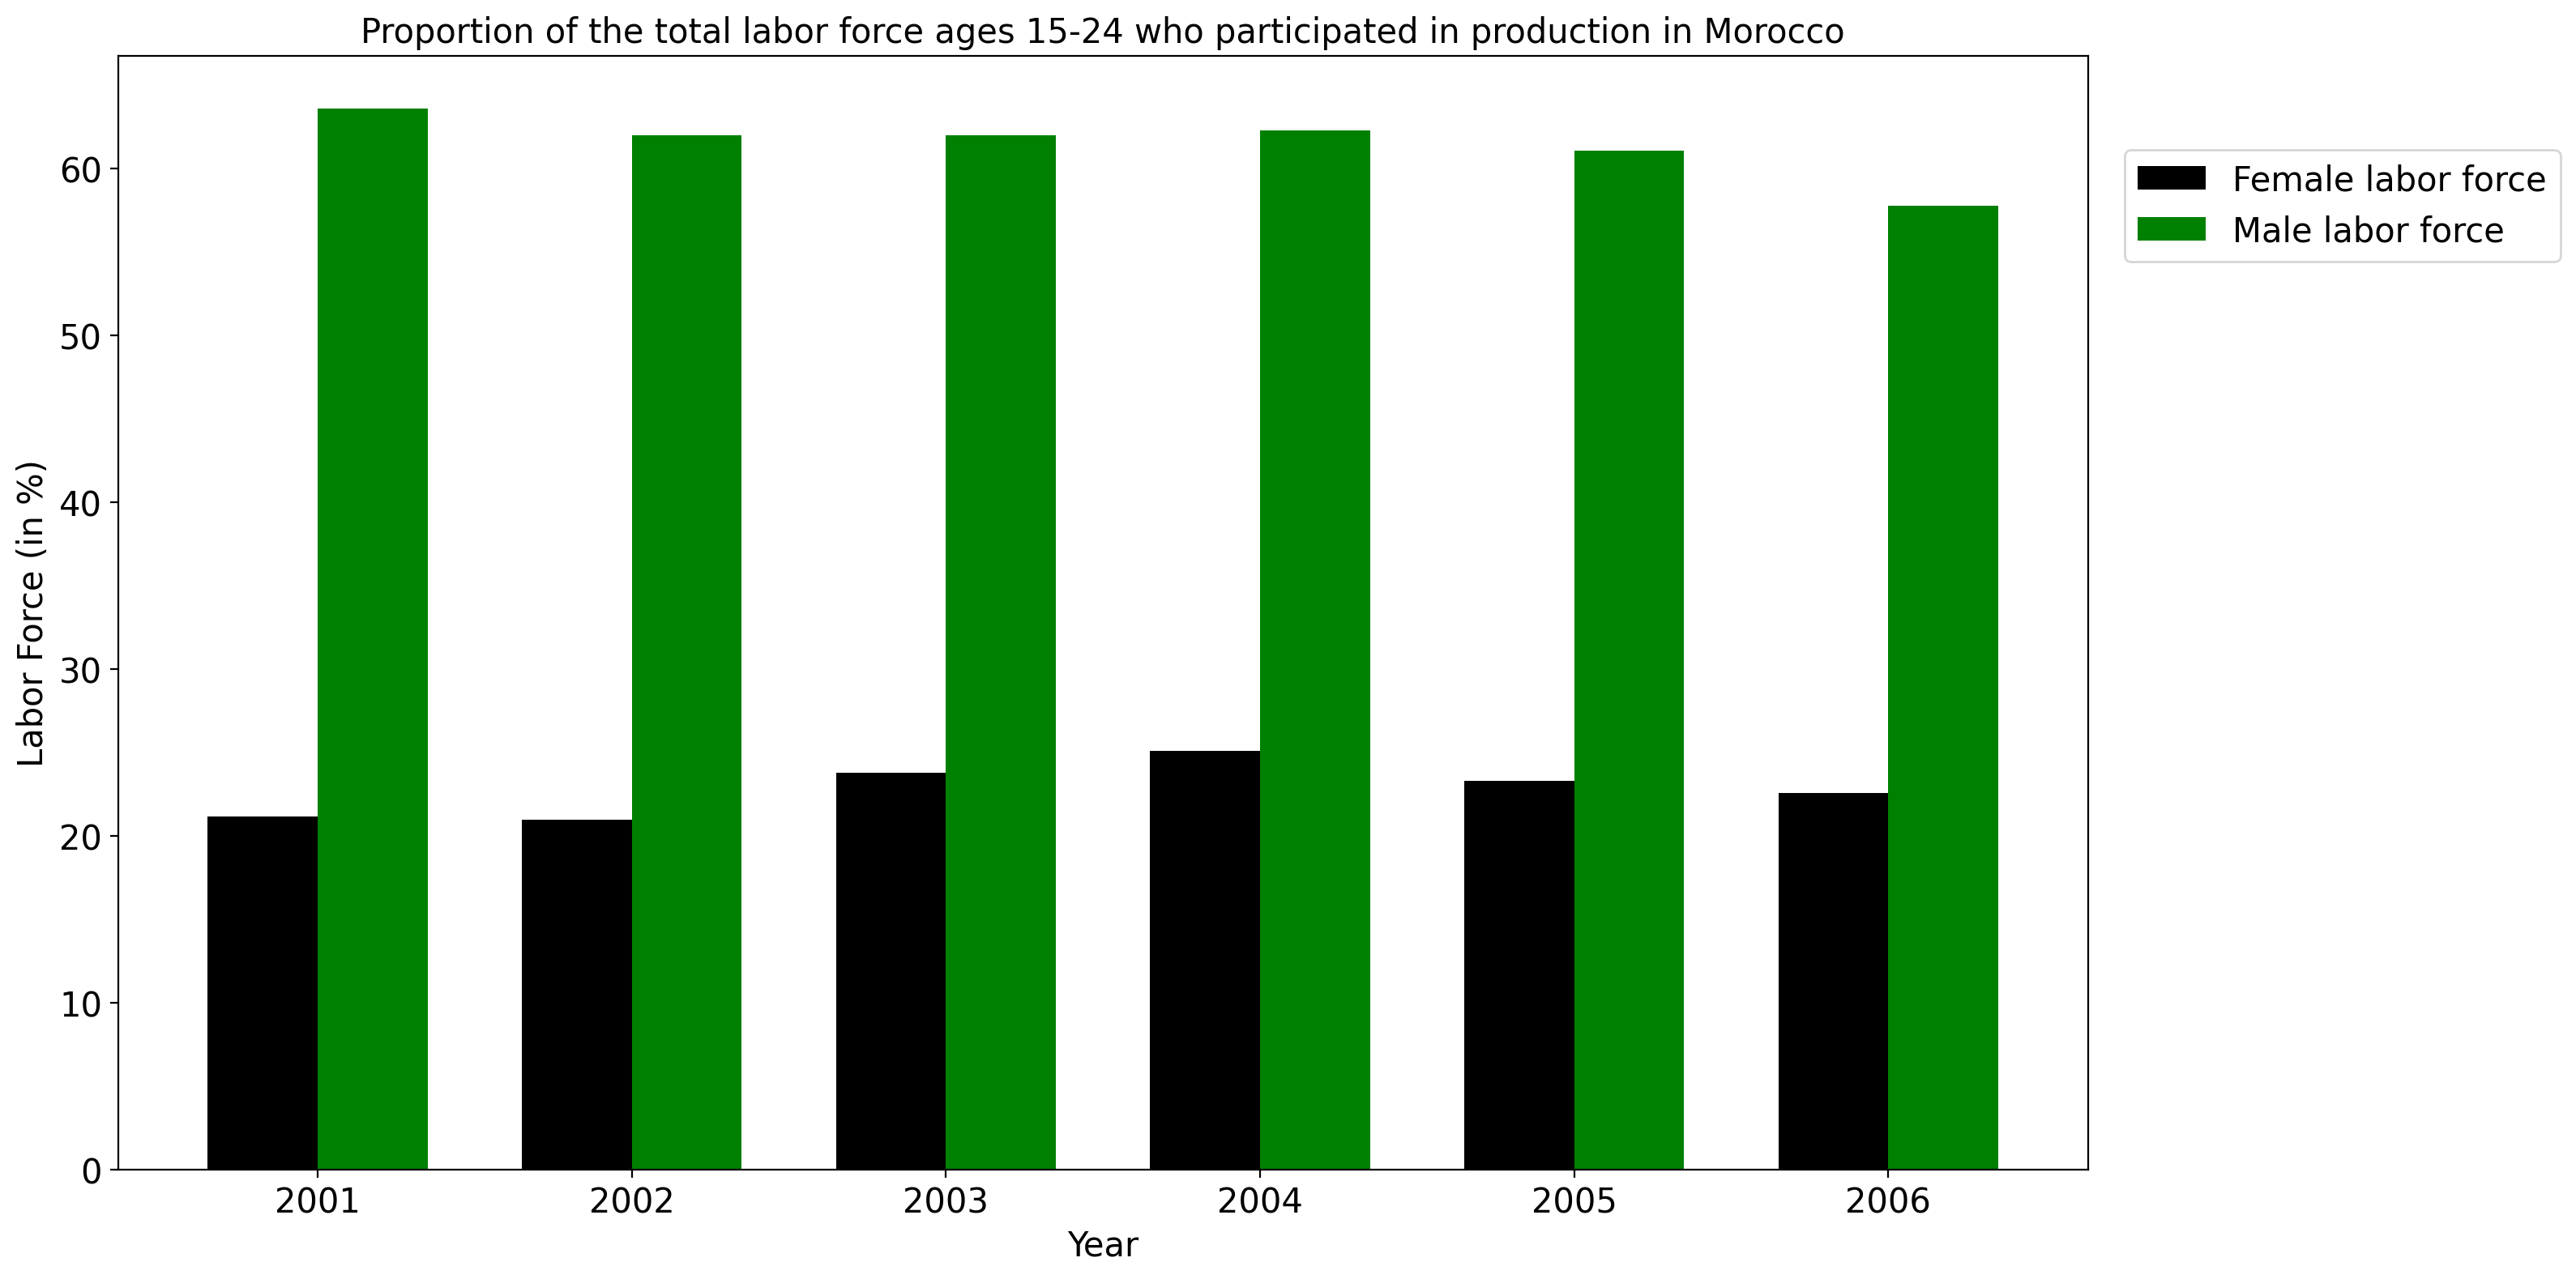 Proportion of the total labor force ages 15-24 who participated in production in Morocco
Labor Force (in %)
60
50
40
30
20
10
0
2001 2002 2003 2004 2005 2006
Year
Female labor force
Male labor force